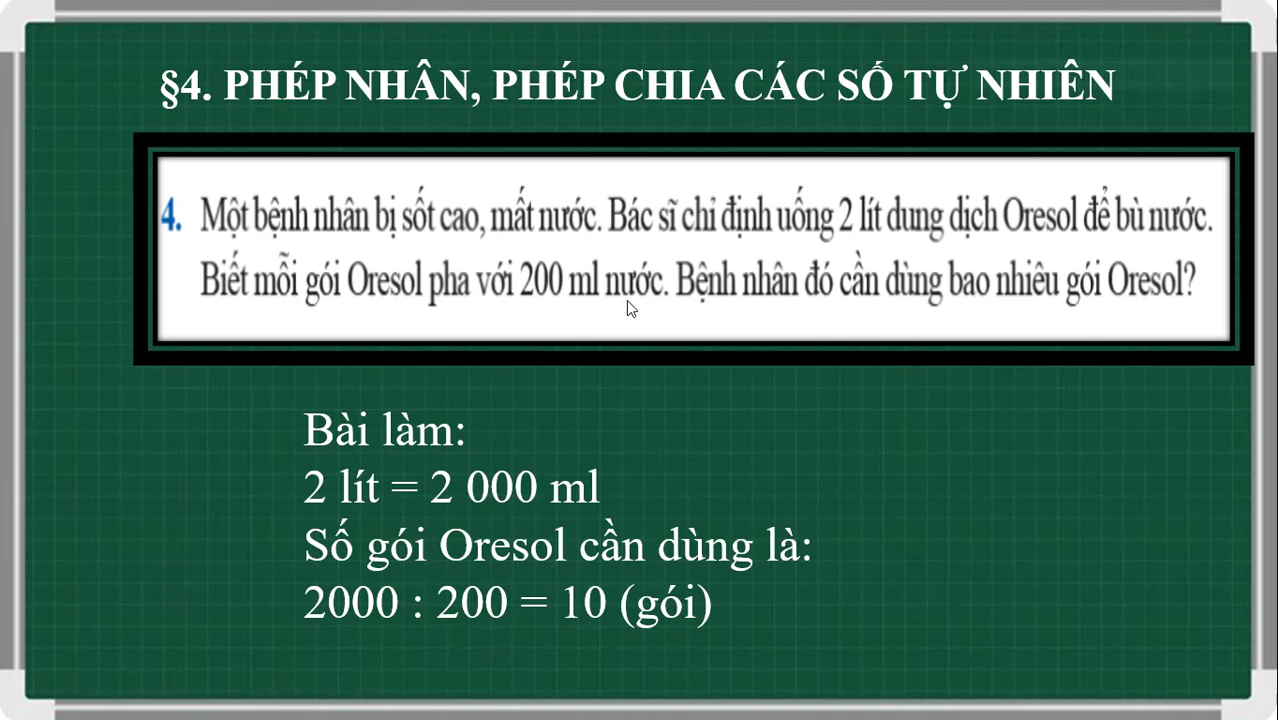 §4. PHÉP NHÂN, PHÉP CHIA CÁC SỐ TỰ NHIÊN
4. Một bệnh nhân bị sốt cao, mất nước. Bác sĩ chỉ định uống 2 lít dung dịch Oresol để bù nước.
Biết mỗi gói Oresol pha với 200 ml nước. Bệnh nhân đó cần dùng bao nhiêu gói Oresol?
Bài làm:
2 lít = 2 000 ml
Số gói Oresol cần dùng là:
2000 : 200 = 10 (gói)